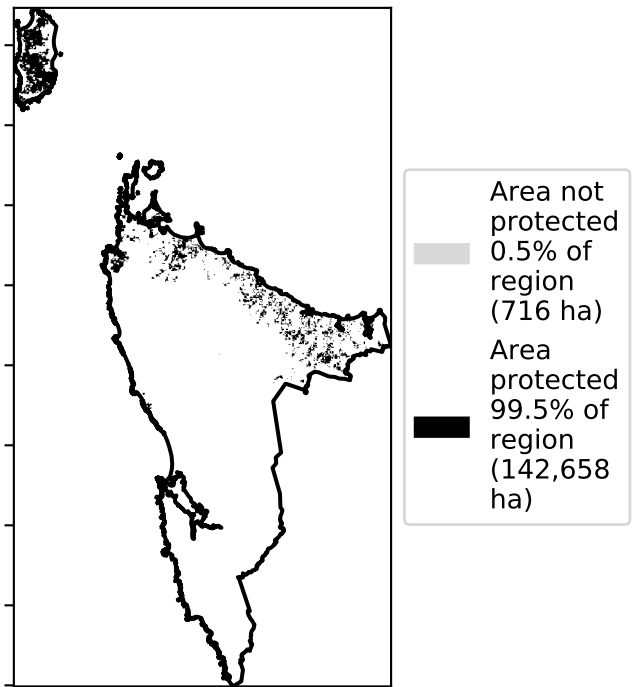 Area not
protected
0.5% of
region
(716 ha)
Area
protected
99.5% of
region
(142,658
ha)